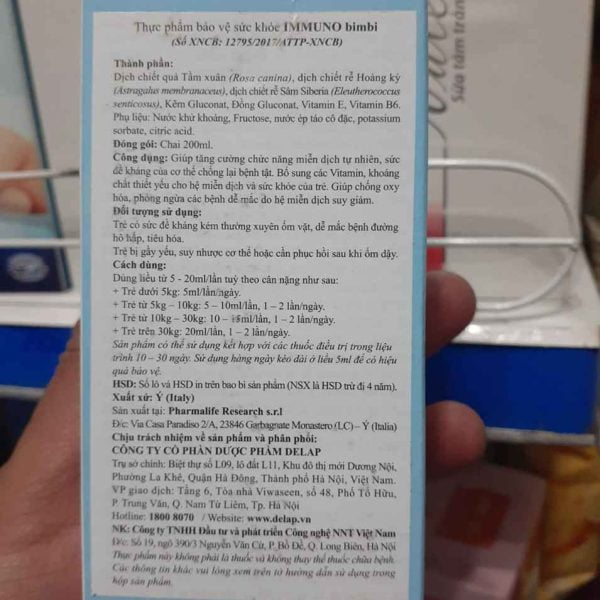 Thực phẩm bảo vệ sức khỏe IMMUNO bimbi
(Số XNCB: 12795/2017/ATTP-XNCB)
Thành phần:
Dịch chiết quả Tầm xuân (Rosa canina), dịch chiết rễ Hoàng kỳ
(Astragalus membranaceus), dịch chiết rễ Sâm Siberia (Eleutherococcus
senticosus), Kẽm Gluconat, Đồng Gluconat, Vitamin E, Vitamin B6.
Phụ liệu: Nước khử khoáng, Fructose, nước ép táo cô đặc, potassium
sorbate, citric acid.
Đóng gói: Chai 200ml.
Công dụng: Giúp tăng cường chức năng miễn dịch tự nhiên, sức
đề kháng của cơ thể chống lại bệnh tật. Bổ sung các Vitamin, khoáng
chất thiết yếu cho hệ miễn dịch và sức khỏe của trẻ. Giúp chống oxy
hóa, phòng ngừa các bệnh dễ mắc do hệ miễn dịch suy giảm.
Đối tượng sử dụng:
Trẻ có sức đề kháng kém thường xuyên ốm vặt, dễ mắc bệnh đường
hô hấp, tiêu hóa.
Trẻ bị gầy yếu, suy nhược cơ thể hoặc cần phục hồi sau khi ốm dậy.
Cách dùng:
Dùng liều từ 5 - 20ml/lần tuỳ theo cân nặng như sau:
+ Trẻ dưới 5kg: 5ml/lần/ngày.
+ Trẻ từ 5kg – 10kg: 5 – 10ml/lần, 1 – 2 lần/ngày.
+ Trẻ từ 10kg – 30kg: 10 – 15ml/lần, 1 – 2 lần/ngày.
+ Trẻ trên 30kg: 20ml/lần, 1 – 2 lần/ngày.
Sản phẩm có thể sử dụng kết hợp với các thuốc điều trị trong liệu
trình 10 – 30 ngày. Sử dụng hàng ngày kéo dài ở liều 5ml để có hiệu
quả bảo vệ.
HSD: Số lô và HSD in trên bao bì sản phẩm (NSX là HSD trừ đi 4 năm).
Xuất xứ: Ý (Italy)
Sản xuất tại: Pharmalife Research s.r.l
Đ/c: Via Casa Paradiso 2/A, 23846 Garbagnate Monastero (LC) – Ý (Italia)
Chịu trách nhiệm về sản phẩm và phân phối:
CÔNG TY CỔ PHẦN DƯỢC PHẨM DELAP
Trụ sở chính: Biệt thự số L09, lô đất L11, Khu đô thị mới Dương Nội,
Phường La Khê, Quận Hà Đông, Thành phố Hà Nội, Việt Nam.
VP giao dịch: Tầng 6, Tòa nhà Viwaseen, số 48, Phố Tố Hữu,
P. Trung Văn, Q. Nam Từ Liêm, Tp. Hà Nội
Hotline: 1800 8070 / Website: www.delap.vn
NK: Công ty TNHH Đầu tư và phát triển Công nghệ NNT Việt Nam
Đ/c: Số 19, ngõ 390/3 Nguyễn Văn Cừ, P. Bồ Đề, Q. Long Biên, Hà Nội
Thực phẩm này không phải là thuốc và không thay thế thuốc chữa bệnh.
Các thông tin khác vui lòng xem trên tờ hướng dẫn sử dụng trong
hộp sản phẩm.
Sữa tắm